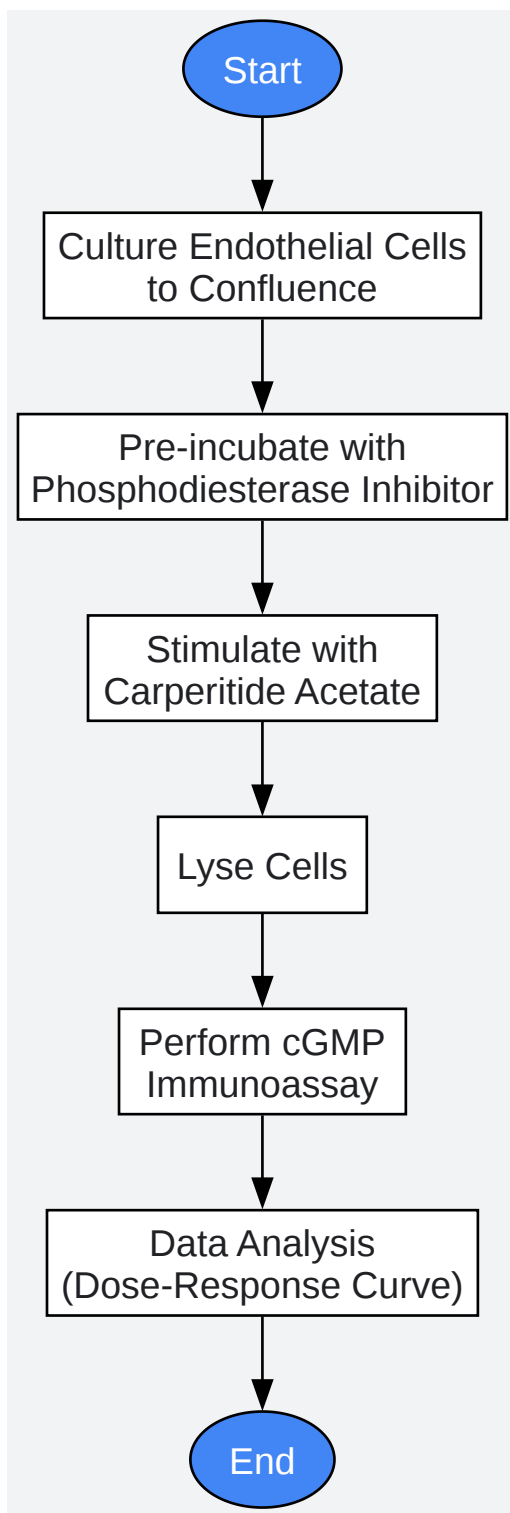 Start
Culture Endothelial Cells
to Confluence
Pre-incubate with
Phosphodiesterase Inhibitor
Stimulate with
Carperitide Acetate
Lyse Cells
Perform cGMP
Immunoassay
Data Analysis
(Dose-Response Curve)
End